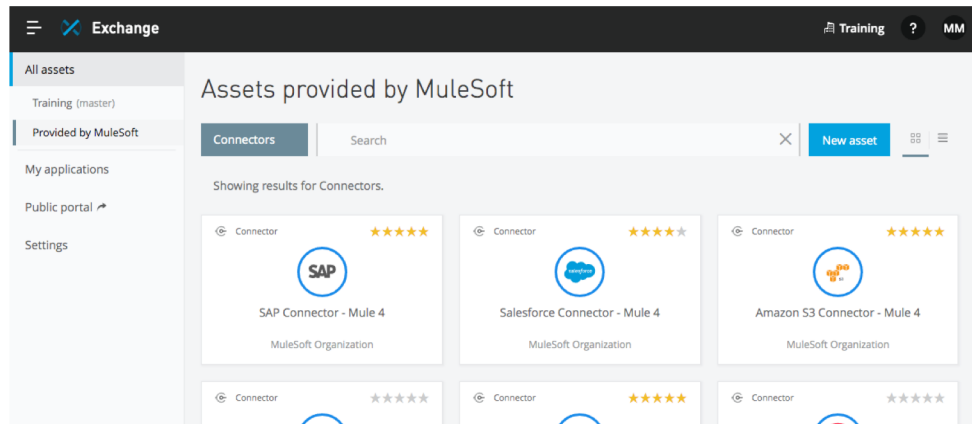 Exchange
Training
?
MM
All assets
Training (master)
Provided by MuleSoft
My applications
Public portal
Settings
Assets provided by MuleSoft
Connectors
Search
New asset
Showing results for Connectors.
Connector
SAP
SAP Connector - Mule 4
MuleSoft Organization
Connector
salesforce
Salesforce Connector - Mule 4
MuleSoft Organization
Connector
Amazon S3 Connector - Mule 4
MuleSoft Organization
Connector
Connector
Connector